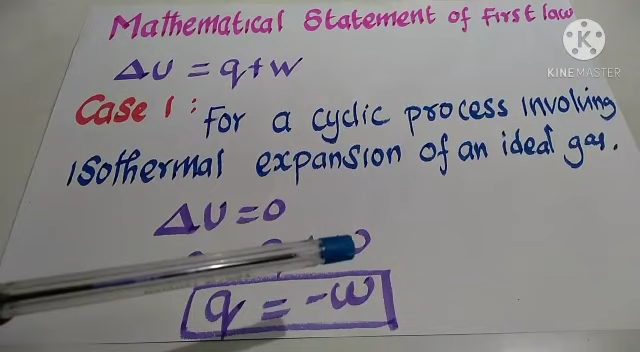 Mathematical Statement of First law
ΔU = q+w
Case 1 : For a cyclic process involving
isothermal expansion of an ideal gas.
ΔU = 0
q = -w
K
KINEMASTER